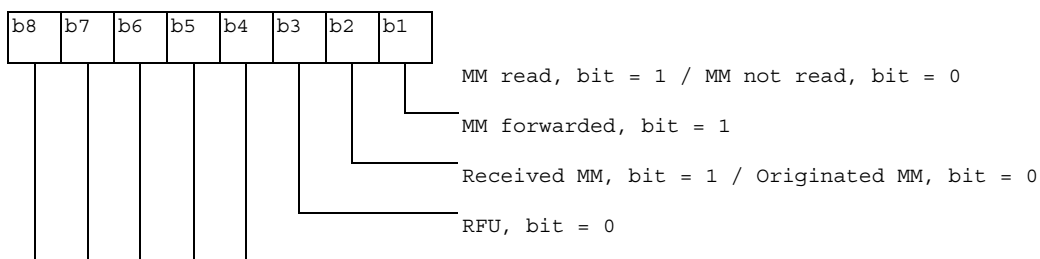 b8 b7 b6 b5 b4 b3 b2 b1
MM read, bit = 1 / MM not read, bit = 0
MM forwarded, bit = 1
Received MM, bit = 1 / Originated MM, bit = 0
RFU, bit = 0